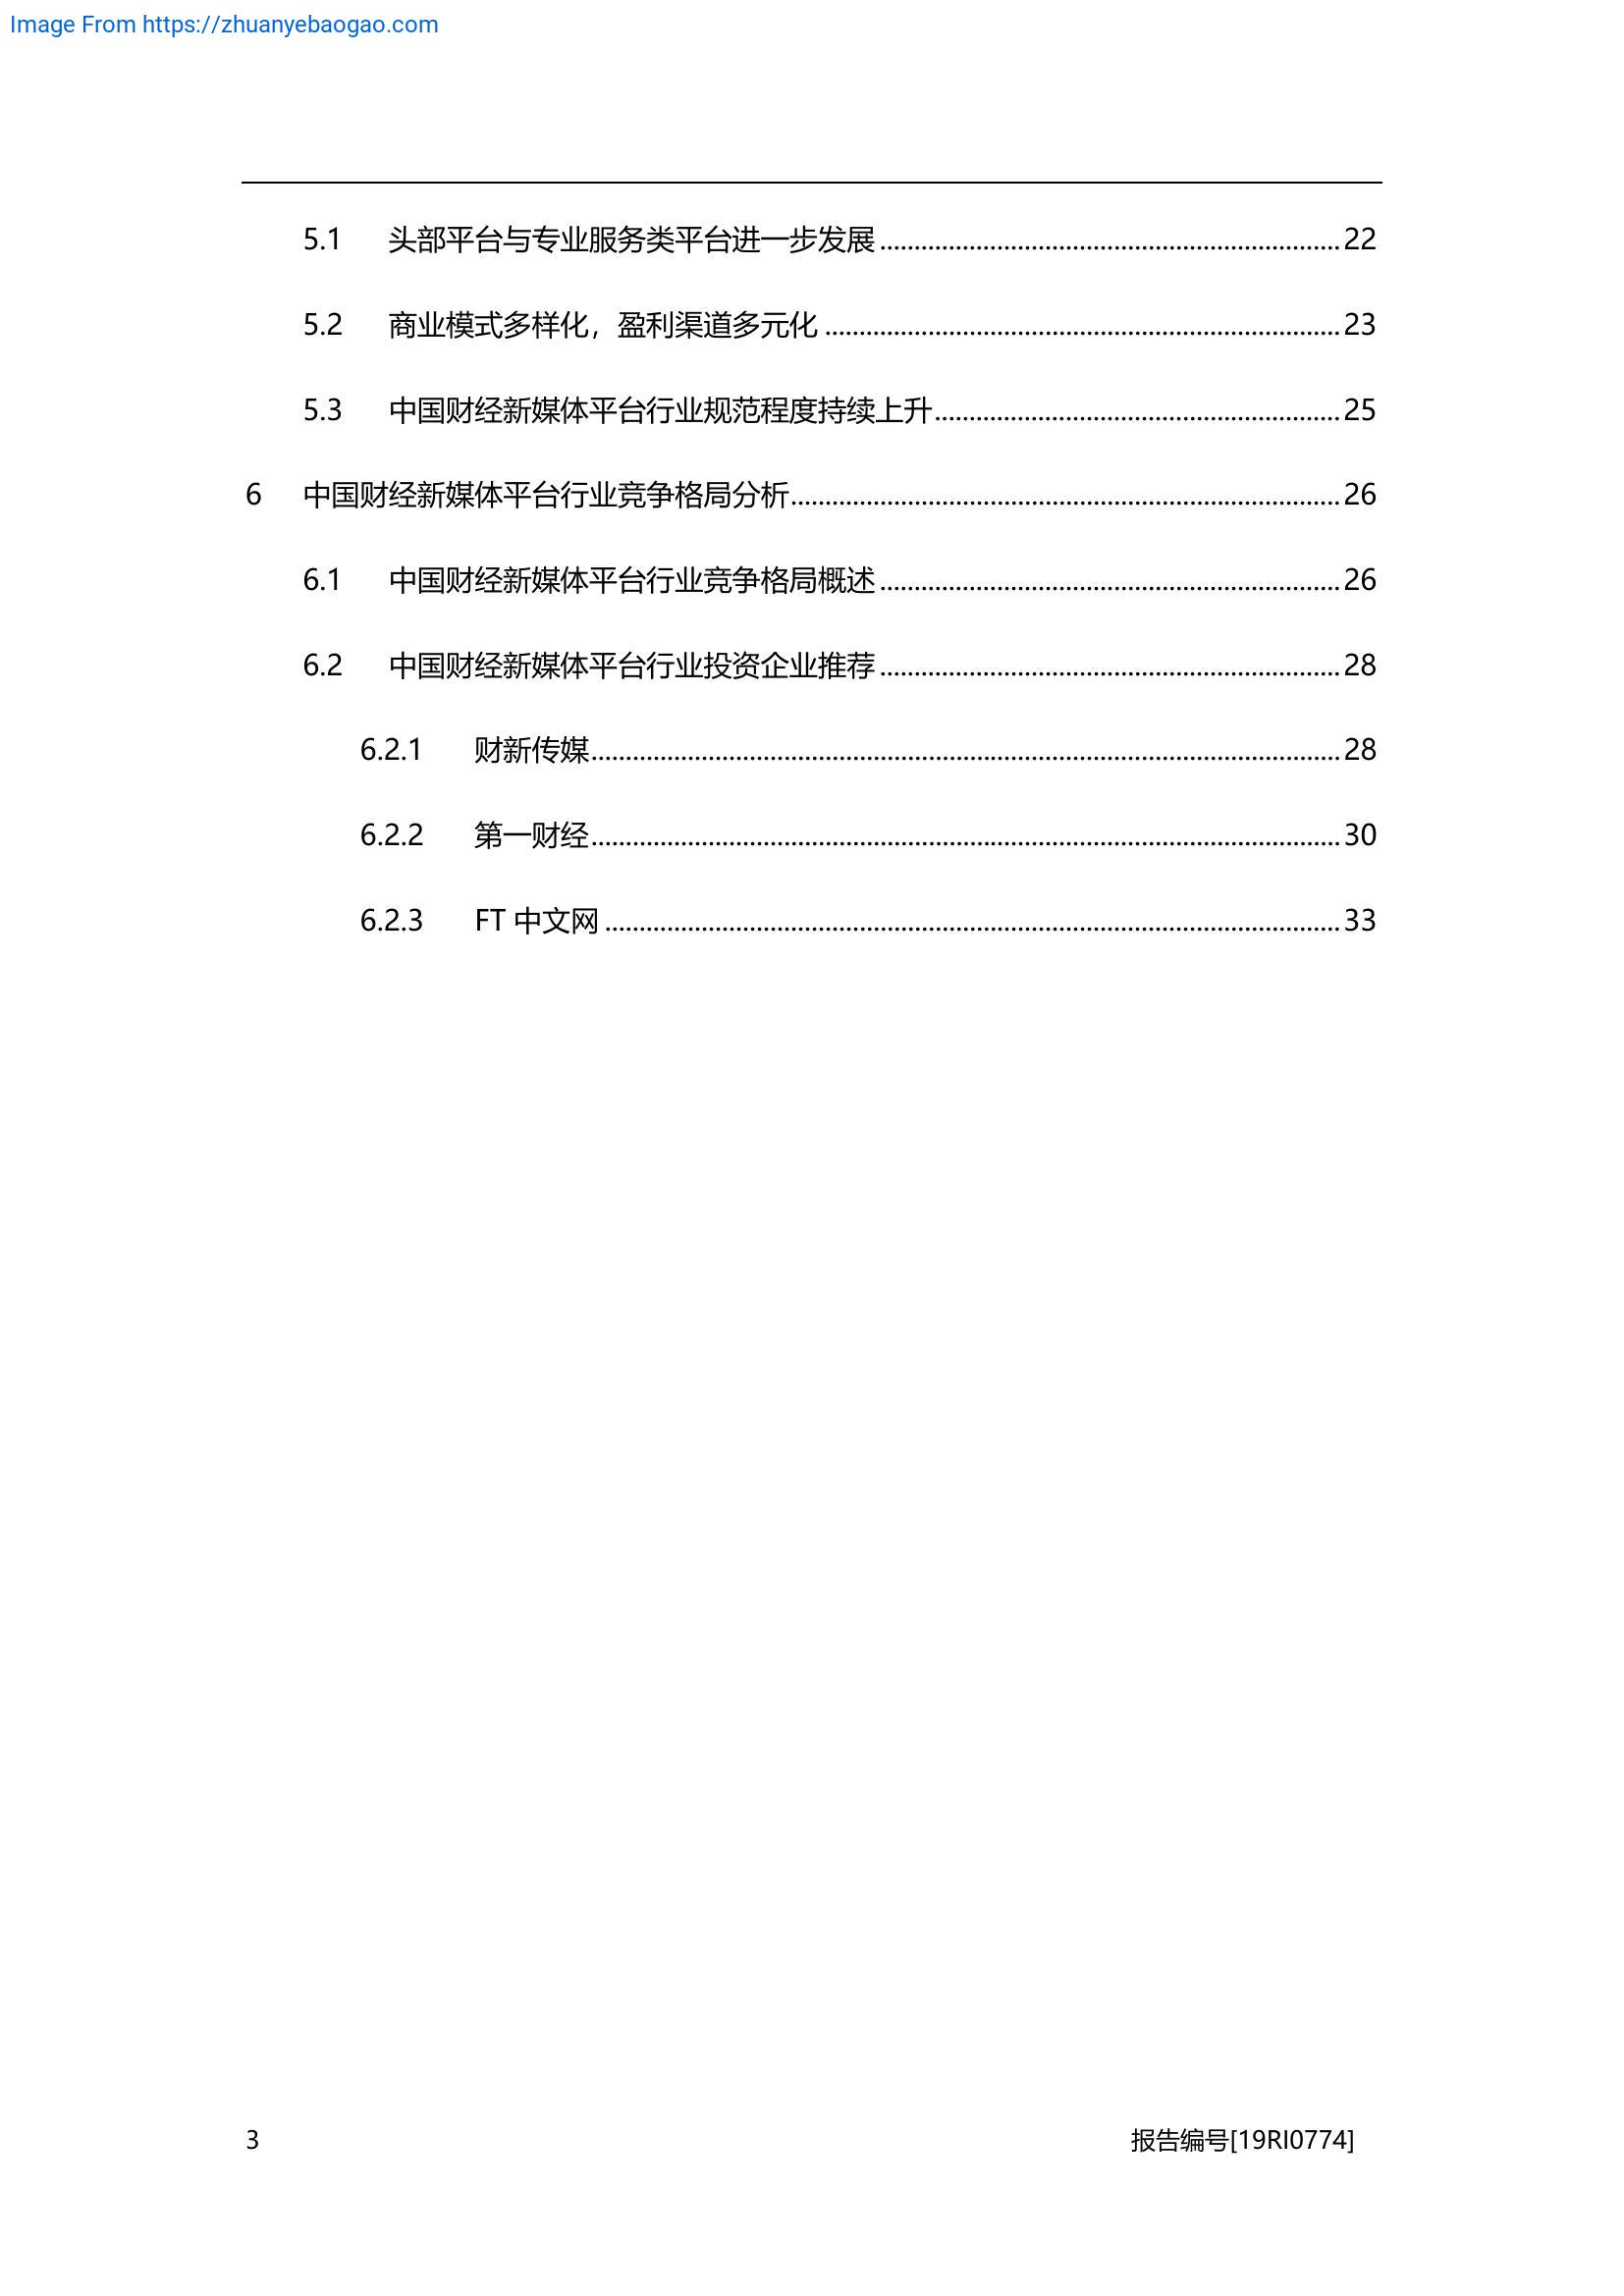 Image From https://zhuanyebaogao.com
5.1 头部平台与专业服务类平台进一步发展 22
5.2 商业模式多样化，盈利渠道多元化 23
5.3 中国财经新媒体平台行业规范程度持续上升 25
6 中国财经新媒体平台行业竞争格局分析 26
6.1 中国财经新媒体平台行业竞争格局概述 26
6.2 中国财经新媒体平台行业投资企业推荐 28
6.2.1 财新传媒 28
6.2.2 第一财经 30
6.2.3 FT 中文网 33
3 报告编号[19RI0774]